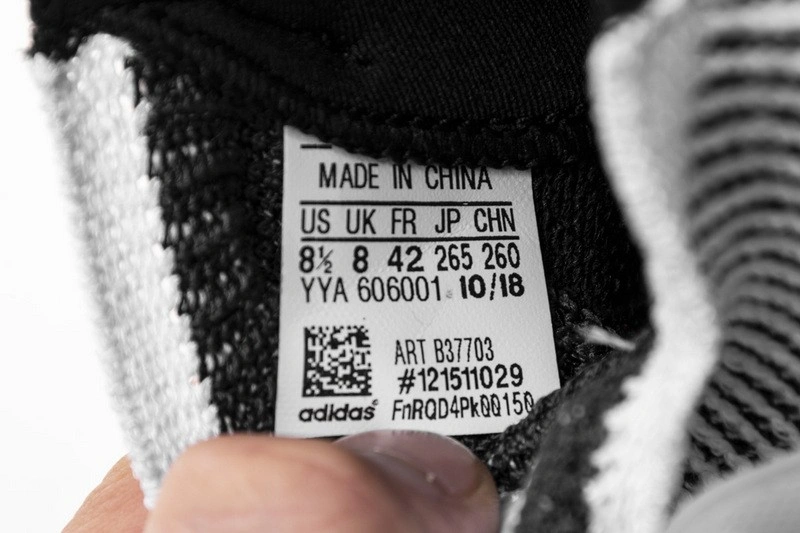 MADE IN CHINA
US UK FR JP CHN
8½ 8 42 265 260
YYA 606001 10/18
ART B37703
#121511029
adidas FnRQD4PkQQ150